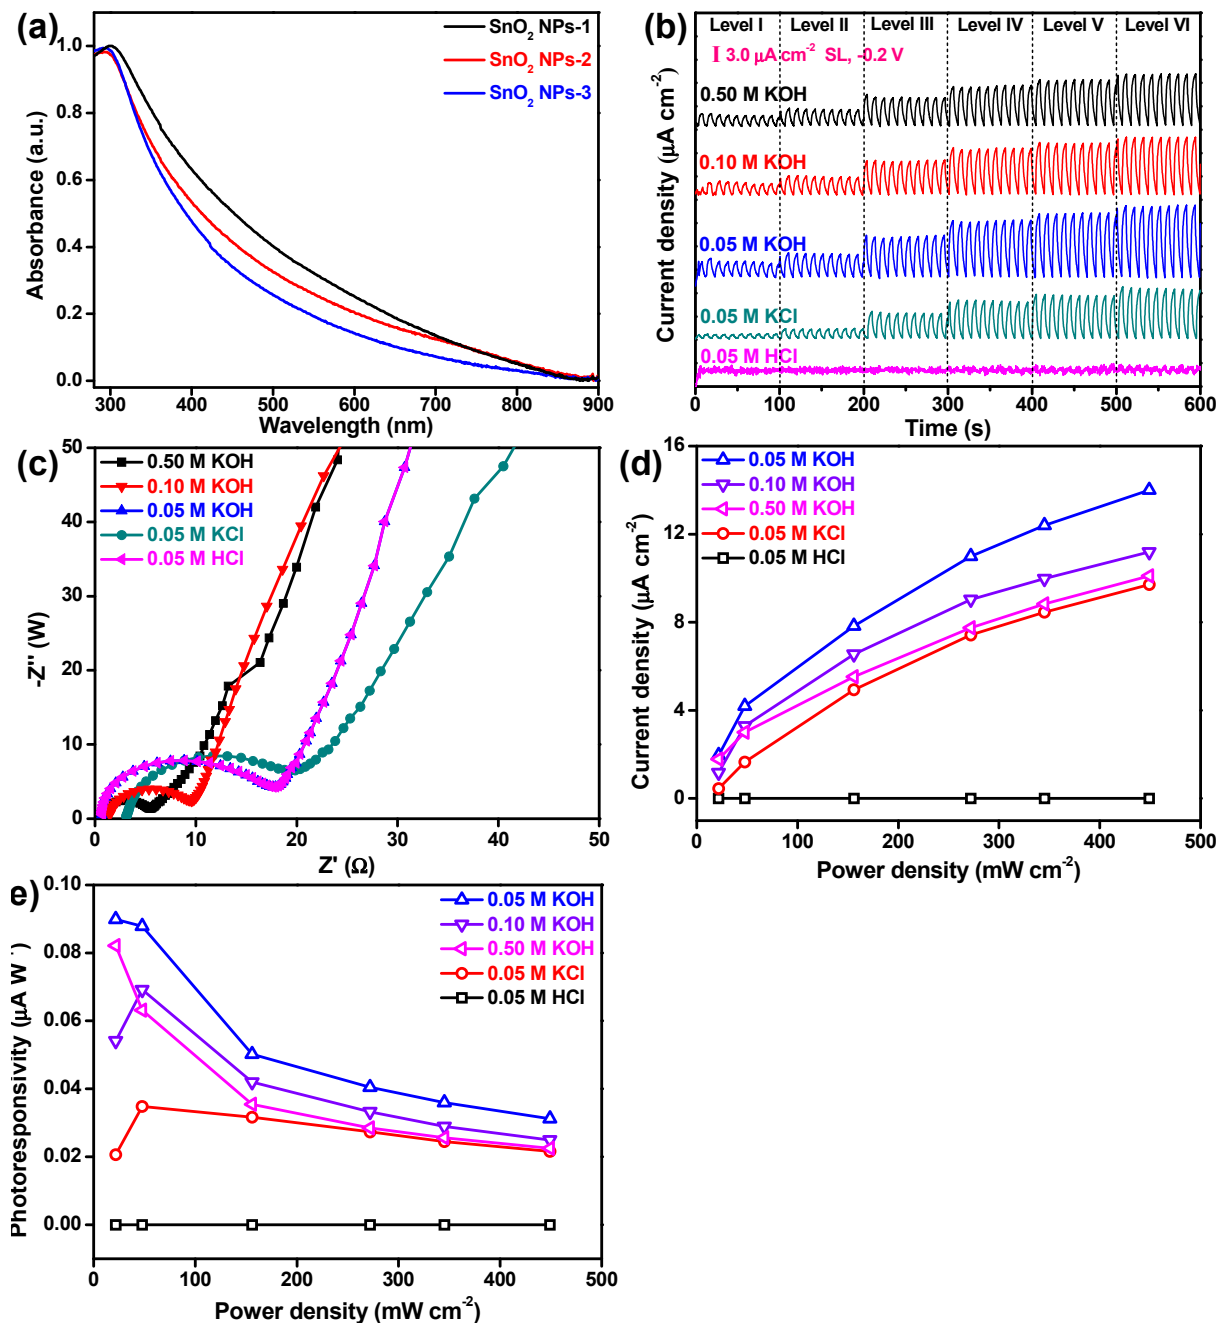 (a)
SnO2 NPs-1
SnO2 NPs-2
SnO2 NPs-3
1.0
0.8
0.6
0.4
0.2
0.0
Absorbance (a.u.)
300 400 500 600 700 800 900
Wavelength (nm)
(b)
Level I Level II Level III Level IV Level V Level VI
I 3.0 μA cm-2 SL, -0.2 V
0.50 M KOH
0.10 M KOH
0.05 M KOH
0.05 M KCl
0.05 M HCl
Current density (μA cm-2)
0 100 200 300 400 500 600
Time (s)
(c)
0.50 M KOH
0.10 M KOH
0.05 M KOH
0.05 M KCl
0.05 M HCl
50
40
30
20
10
0
-Z'' (W)
0 10 20 30 40 50
Z' (Ω)
(d)
0.05 M KOH
0.10 M KOH
0.50 M KOH
0.05 M KCl
0.05 M HCl
16
12
8
4
0
Current density (μA cm-2)
0 100 200 300 400 500
Power density (mW cm-2)
e)
0.05 M KOH
0.10 M KOH
0.50 M KOH
0.05 M KCl
0.05 M HCl
0.10
0.08
0.06
0.04
0.02
0.00
Photoresponsivity (μA W
0 100 200 300 400 500
Power density (mW cm-2)